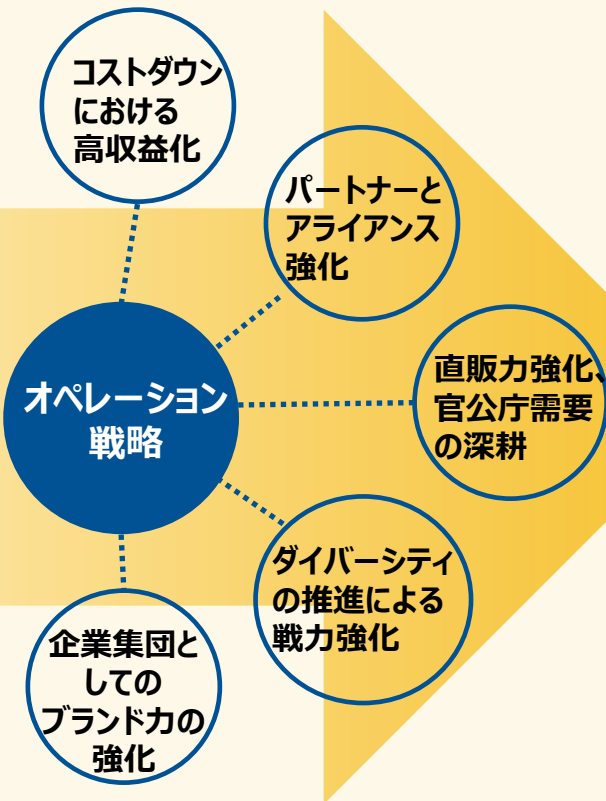 コストダウン
における
高収益化
パートナーと
アライアンス
強化
直販力強化、
官公庁需要
の深耕
オペレーション
戦略
ダイバーシティ
の推進による
戦力強化
企業集団と
しての
ブランド力の
強化